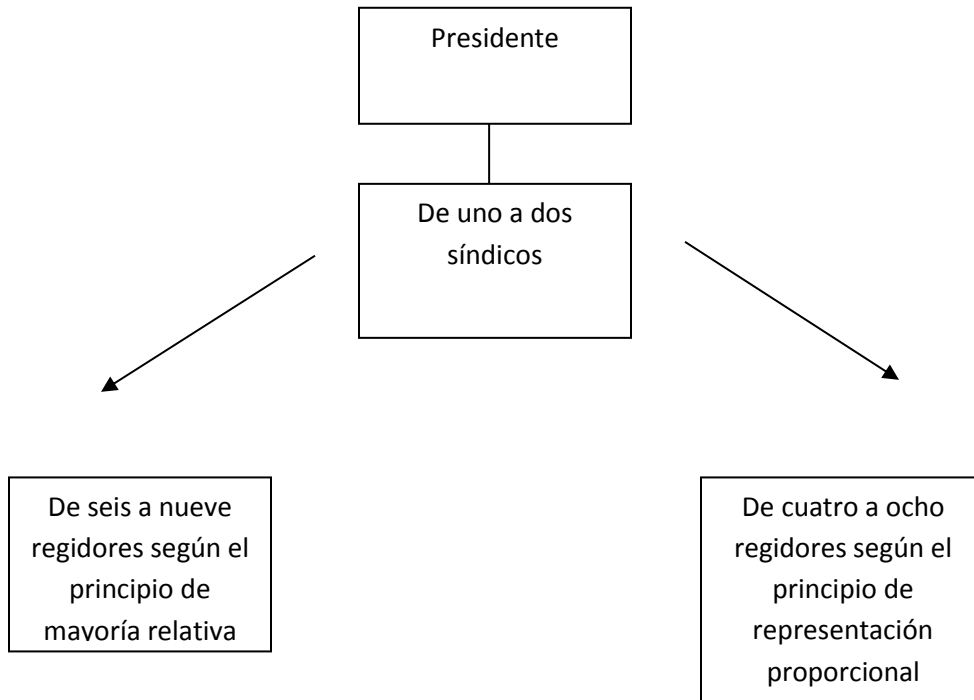 Presidente
De uno a dos
síndicos
De seis a nueve
regidores según el
principio de
mayoría relativa
De cuatro a ocho
regidores según el
principio de
representación
proporcional